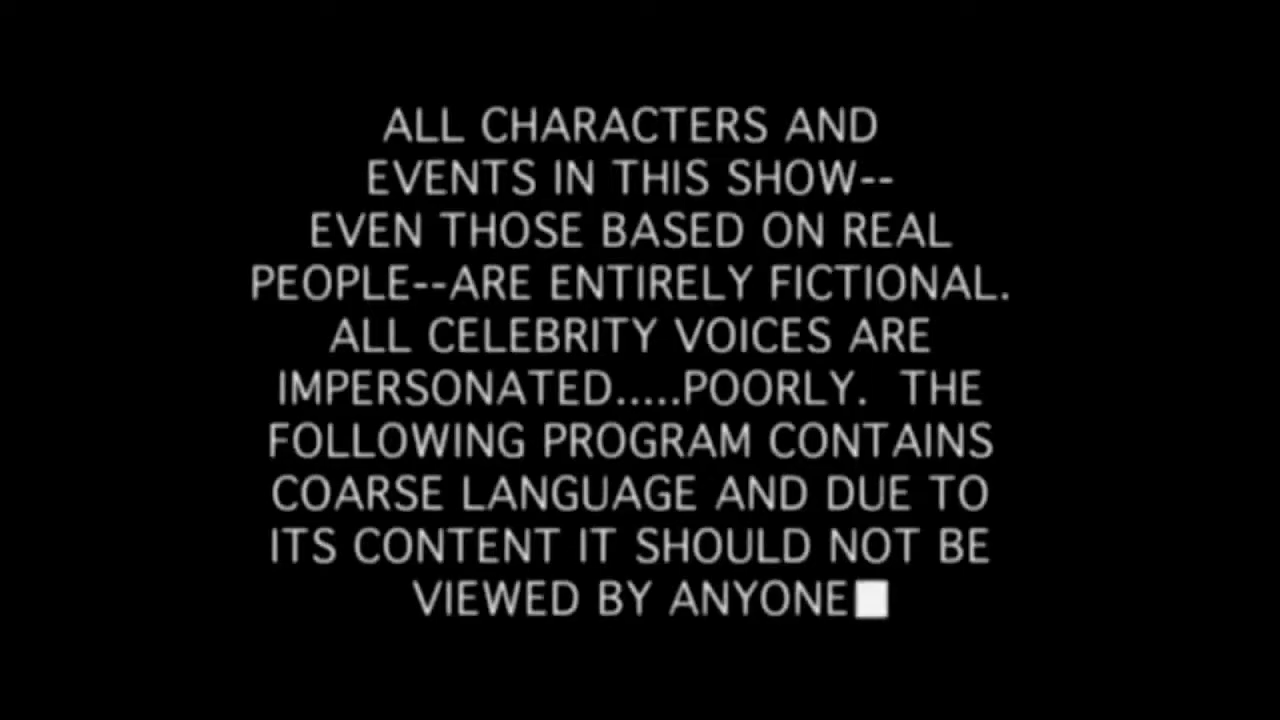 ALL CHARACTERS AND
EVENTS IN THIS SHOW--
EVEN THOSE BASED ON REAL
PEOPLE--ARE ENTIRELY FICTIONAL.
ALL CELEBRITY VOICES ARE
IMPERSONATED.....POORLY.  THE
FOLLOWING PROGRAM CONTAINS
COARSE LANGUAGE AND DUE TO
ITS CONTENT IT SHOULD NOT BE
VIEWED BY ANYONE